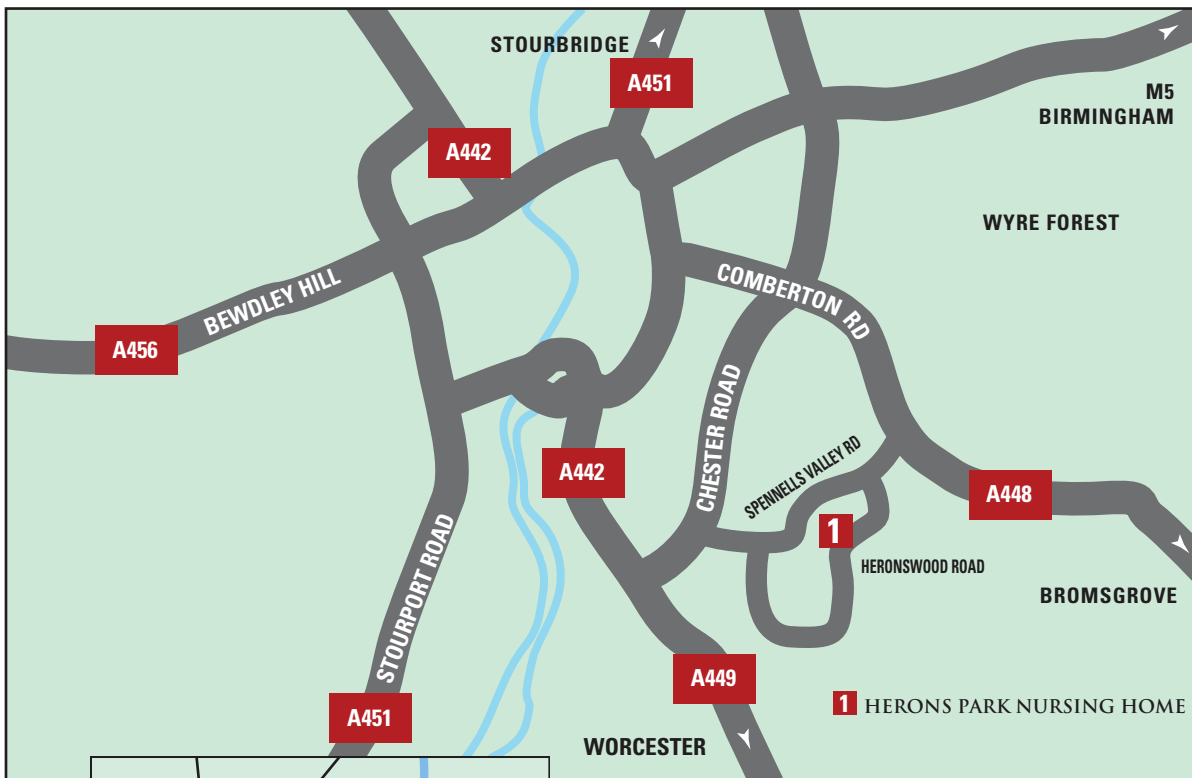 STOURBRIDGE
A451
M5
BIRMINGHAM
A442
WYRE FOREST
COMBERTON RD
BEWDLEY HILL
A456
CHESTER ROAD
SPENNELLS VALLEY RD
A442
A448
1
HERONSWOOD ROAD
STOURPORT ROAD
BROMSGROVE
A449
1 HERONS PARK NURSING HOME
A451
WORCESTER